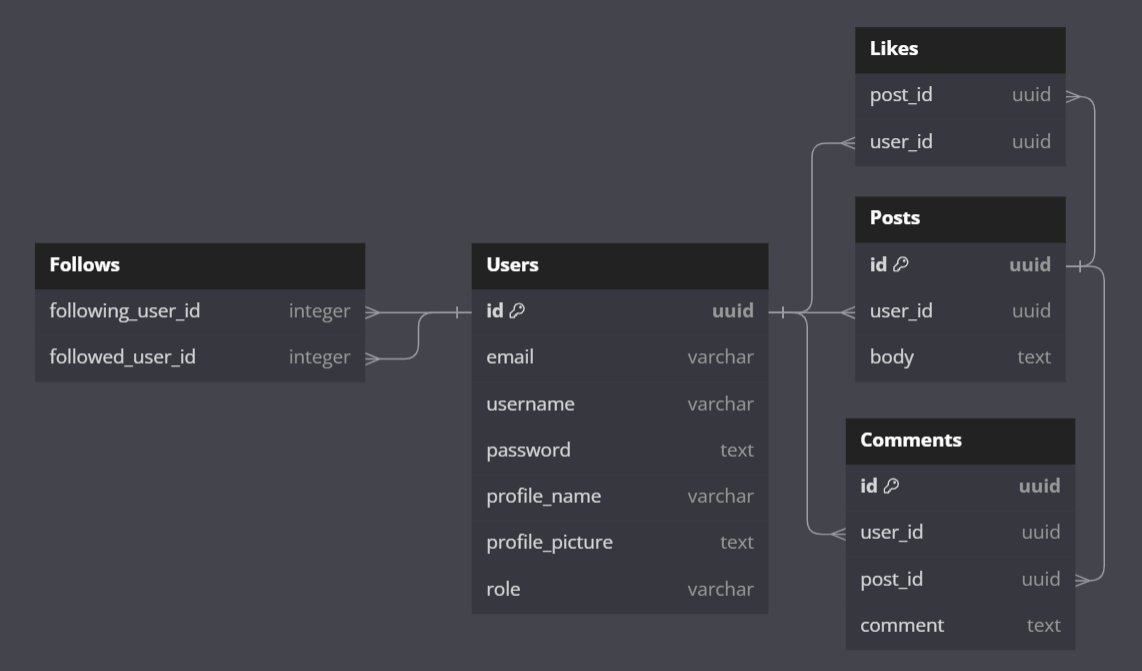 Likes
post_id uuid
user_id uuid
Posts
id uuid
user_id uuid
body text
Follows
following_user_id integer
followed_user_id integer
Users
id uuid
email varchar
username varchar
password text
profile_name varchar
profile_picture text
role varchar
Comments
id uuid
user_id uuid
post_id uuid
comment text